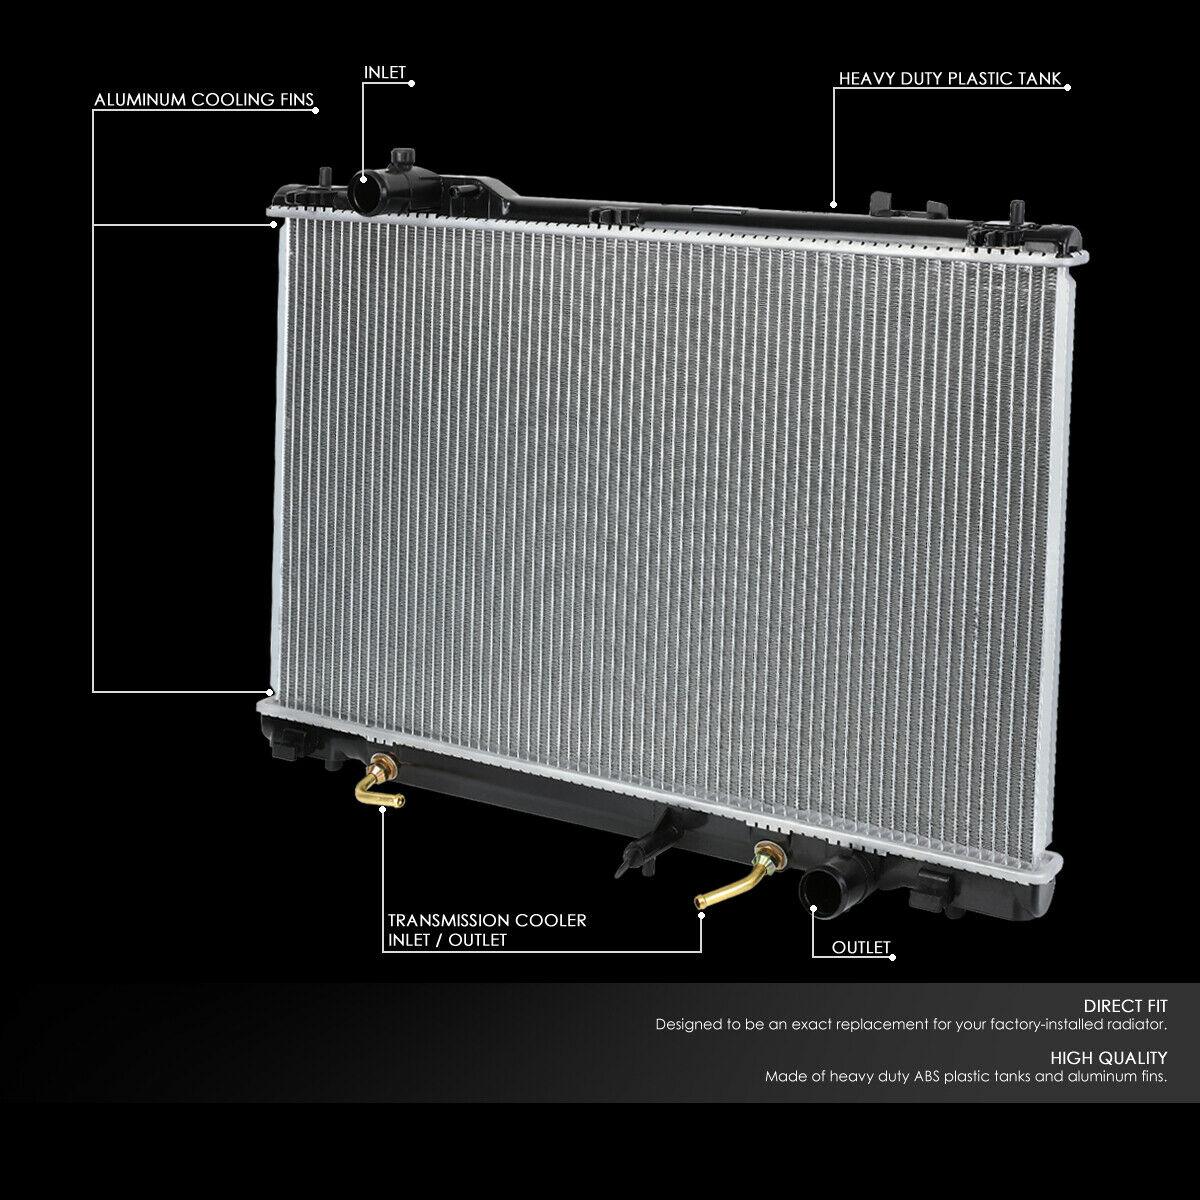 INLET
HEAVY DUTY PLASTIC TANK
ALUMINUM COOLING FINS
TRANSMISSION COOLER
INLET / OUTLET
OUTLET
DIRECT FIT
Designed to be an exact replacement for your factory-installed radiator.
HIGH QUALITY
Made of heavy duty ABS plastic tanks and aluminum fins.